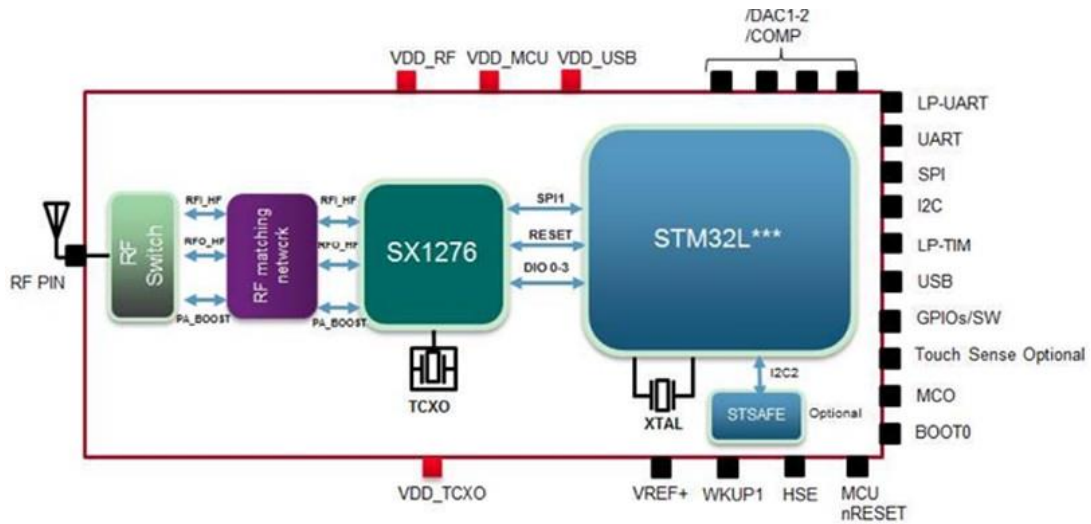 /DAC1-2
/COMP
VDD_RF
VDD_MCU
VDD_USB
LP-UART
UART
SPI
I2C
LP-TIM
USB
GPIOs/SW
Touch Sense Optional
MCO
BOOT0
RF PIN
RF
Switch
RFI_HF
RFO_HF
PA_BOOST
RF matching
network
RFI_HF
RFO_HF
PA_BOOST
SX1276
SPI1
RESET
DIO 0-3
STM32L***
TCXO
XTAL
I2C2
STSAFE
Optional
VDD_TCXO
VREF+
WKUP1
HSE
MCU
nRESET